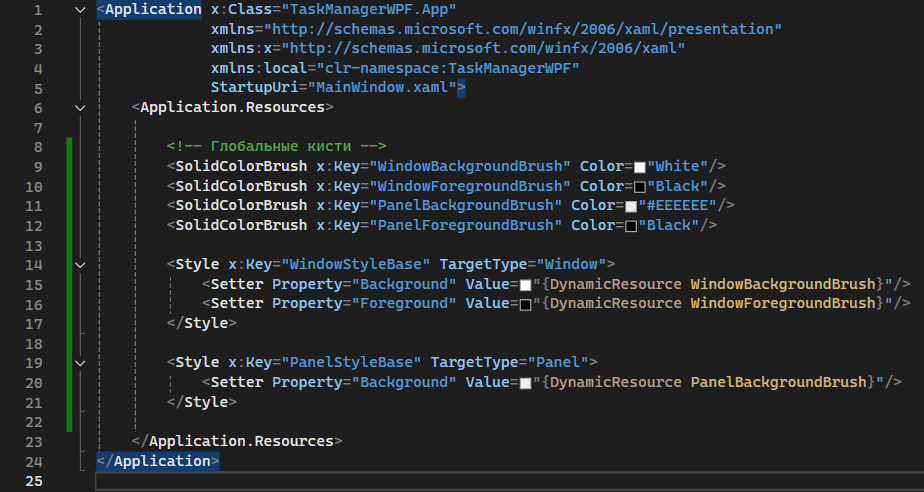 1 <Application x:Class="TaskManagerWPF.App"
2 xmlns="http://schemas.microsoft.com/winfx/2006/xaml/presentation"
3 xmlns:x="http://schemas.microsoft.com/winfx/2006/xaml"
4 xmlns:local="clr-namespace:TaskManagerWPF"
5 StartupUri="MainWindow.xaml">
6 <Application.Resources>
7
8 <!-- Глобальные кисти -->
9 <SolidColorBrush x:Key="WindowBackgroundBrush" Color="White"/>
10 <SolidColorBrush x:Key="WindowForegroundBrush" Color="Black"/>
11 <SolidColorBrush x:Key="PanelBackgroundBrush" Color="#EEEEEE"/>
12 <SolidColorBrush x:Key="PanelForegroundBrush" Color="Black"/>
13
14 <Style x:Key="WindowStyleBase" TargetType="Window">
15 <Setter Property="Background" Value="{DynamicResource WindowBackgroundBrush}"/>
16 <Setter Property="Foreground" Value="{DynamicResource WindowForegroundBrush}"/>
17 </Style>
18
19 <Style x:Key="PanelStyleBase" TargetType="Panel">
20 <Setter Property="Background" Value="{DynamicResource PanelBackgroundBrush}"/>
21 </Style>
22
23 </Application.Resources>
24 </Application>
25